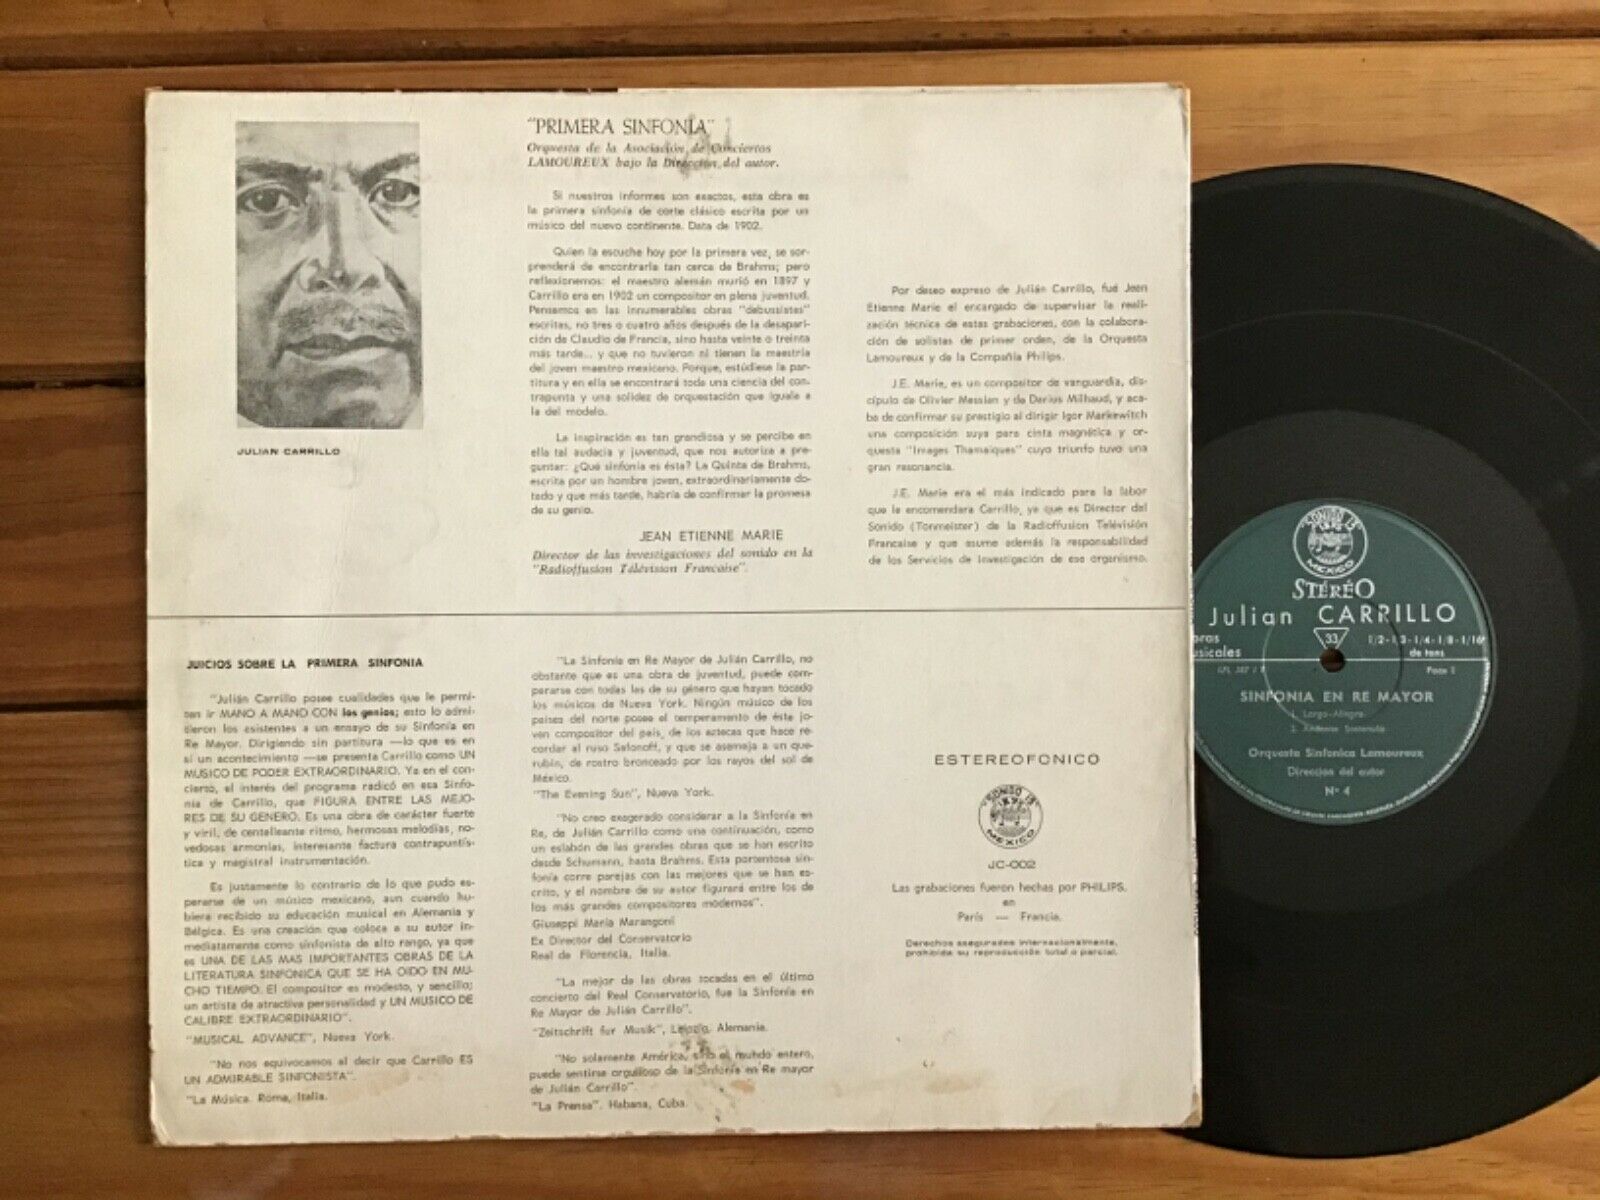 JULIAN CARRILLO
"PRIMERA SINFONIA"
Orquesta de la Asociación de Conciertos
LAMOUREUX bajo la Dirección del autor.
Si nuestros informes son exactos, esta obra es
la primera sinfonía de corte clásico escrita por un
músico del nuevo continente. Data de 1902.
Quien la escuche hoy por la primera vez, se sor-
prenderá de encontrarla tan cerca de Brahms; pero
reflexionemos: el maestro alemán murió en 1897 y
Carrillo era en 1902 un compositor en plena juventud.
Pensemos en las innumerables obras "debussistas"
escritas, no tres o cuatro años después de la desapari-
ción de Claudio de Francia, sino hasta veinte o treinta
más tarde... y que no tuvieron ni tienen la maestría
del joven maestro mexicano. Porque, estúdiese la par-
titura y en ella se encontrará toda una ciencia del con-
trapunta y una solidez de orquestación que iguale a
la del modelo.
La inspiración es tan grandiosa y se percibe en
ella tal audacia y juventud, que nos autoriza a pre-
guntar: ¿Qué sinfonía es ésta? La Quinta de Brahms,
escrita por un hombre joven, extraordinariamente do-
tado y que más tarde, habría de confirmar la promesa
de su genio.
JEAN ETIENNE MARIE
Director de las investigaciones del sonido en la
"Radioffusion Télévision Francaise".
Por deseo expreso de Julián Carrillo, fué Jean
Etienne Marie el encargado de supervisar la reali-
zación técnica de estas grabaciones, con la colabora-
ción de solistas de primer orden, de la Orquesta
Lamoureux y de la Compañía Philips.
J.E. Marie, es un compositor de vanguardia, dis-
cípulo de Olivier Messian y de Darius Milhaud, y aca-
ba de confirmar su prestigio al dirigir Igor Markewitch
una composición suya para cinta magnética y or-
questa "Images Thamaïques" cuyo triunfo tuvo una
gran resonancia.
J.E. Marie era el más indicado para la labor
que le encomendara Carrillo, ya que es Director del
Sonido (Tonmeister) de la Radioffusion Télévision
Francaise y que asume además la responsabilidad
de los Servicios de Investigación de ese organismo.
JUICIOS SOBRE LA PRIMERA SINFONIA
"Julián Carrillo posee cualidades que le permi-
ten ir MANO A MANO CON los genios; esto lo admi-
tieron los asistentes a un ensayo de su Sinfonía en
Re Mayor. Dirigiendo sin partitura —lo que es en
sí un acontecimiento —se presenta Carrillo como UN
MUSICO DE PODER EXTRAORDINARIO. Ya en el con-
cierto, el interés del programa radicó en esa Sinfo-
nía de Carrillo, que FIGURA ENTRE LAS MEJO-
RES DE SU GENERO. Es una obra de carácter fuerte
y viril, de centelleante ritmo, hermosas melodías, no-
vedosas armonías, interesante factura contrapuntís-
tica y magistral instrumentación.
Es justamente lo contrario de lo que pudo es-
perarse de un músico mexicano, aun cuando hu-
biera recibido su educación musical en Alemania y
Bélgica. Es una creación que coloca a su autor in-
mediatamente como sinfonista de alto rango, ya que
es UNA DE LAS MAS IMPORTANTES OBRAS DE LA
LITERATURA SINFONICA QUE SE HA OIDO EN MU-
CHO TIEMPO. El compositor es modesto, y sencillo;
un artista de atractiva personalidad y UN MUSICO DE
CALIBRE EXTRAORDINARIO".
"MUSICAL ADVANCE", Nueva York.
"No nos equivocamos al decir que Carrillo ES
UN ADMIRABLE SINFONISTA".
"La Música. Roma, Italia.
"La Sinfonía en Re Mayor de Julián Carrillo, no
obstante que es una obra de juventud, puede com-
pararse con todas las de su género que hayan tocado
los músicos de Nueva York. Ningún músico de los
países del norte posee el temperamento de éste jo-
ven compositor del país, de los aztecas que hace re-
cordar al ruso Safonoff, y que se asemeja a un que-
rubín, de rostro bronceado por los rayos del sol de
México.
"The Evening Sun", Nueva York.
"No creo exagerado considerar a la Sinfonía en
Re, de Julián Carrillo como una continuación, como
un eslabón de las grandes obras que se han escrito
desde Schumann, hasta Brahms. Esta portentosa sin-
fonía corre parejas con las mejores que se han es-
crito, y el nombre de su autor figurará entre los de
los más grandes compositores modernos".
Giuseppi María Marangoni
Ex Director del Conservatorio
Real de Florencia, Italia.
"La mejor de las obras tocadas en el último
concierto del Real Conservatorio, fue la Sinfonía en
Re Mayor de Julián Carrillo".
"Zeitschrift fur Musik", Leipzig. Alemania.
"No solamente América, sino el mundo entero,
puede sentirse orgulloso de la Sinfonía en Re mayor
de Julián Carrillo".
"La Prensa". Habana, Cuba.
ESTEREOFONICO
"SONIDO 13"
1895
MEXICO
JC-002
Las grabaciones fueron hechas por PHILIPS.
en
París — Francia.
Derechos asegurados internacionalmente,
prohibida su reproducción total o parcial.
"SONIDO 13"
1895
MEXICO
STÉRÉO
Julian CARRILLO
33
1/2-1/3-1/4-1/8-1/16
de tons
SINFONIA EN RE MAYOR
1. Largo-Allegro
2. Andante Sostenuto
Orquesta Sinfonica Lamoureux
Direccion del autor
Nº 4